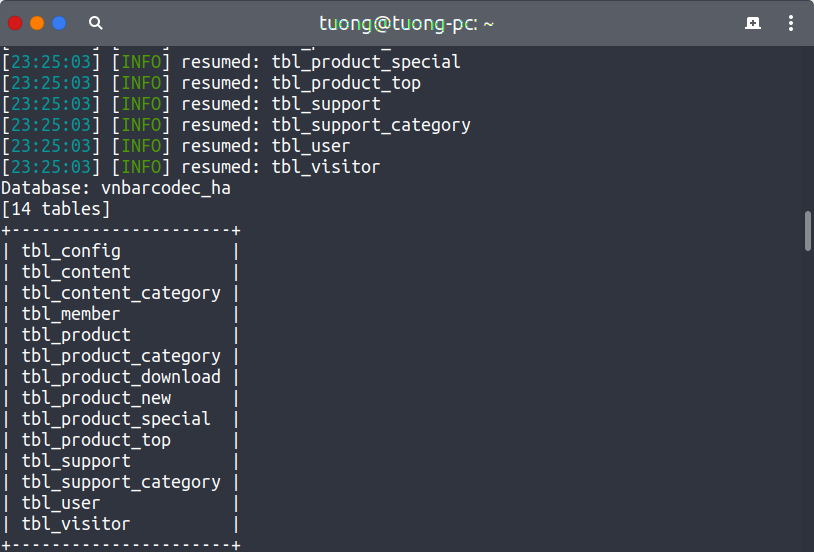 tuong@tuong-pc: ~
[23:25:03] [INFO] resumed: tbl_product_special
[23:25:03] [INFO] resumed: tbl_product_top
[23:25:03] [INFO] resumed: tbl_support
[23:25:03] [INFO] resumed: tbl_support_category
[23:25:03] [INFO] resumed: tbl_user
[23:25:03] [INFO] resumed: tbl_visitor
Database: vnbarcodec_ha
[14 tables]
+----------------------+
| tbl_config           |
| tbl_content          |
| tbl_content_category |
| tbl_member           |
| tbl_product          |
| tbl_product_category |
| tbl_product_download |
| tbl_product_new      |
| tbl_product_special  |
| tbl_product_top      |
| tbl_support          |
| tbl_support_category |
| tbl_user             |
| tbl_visitor          |
+----------------------+